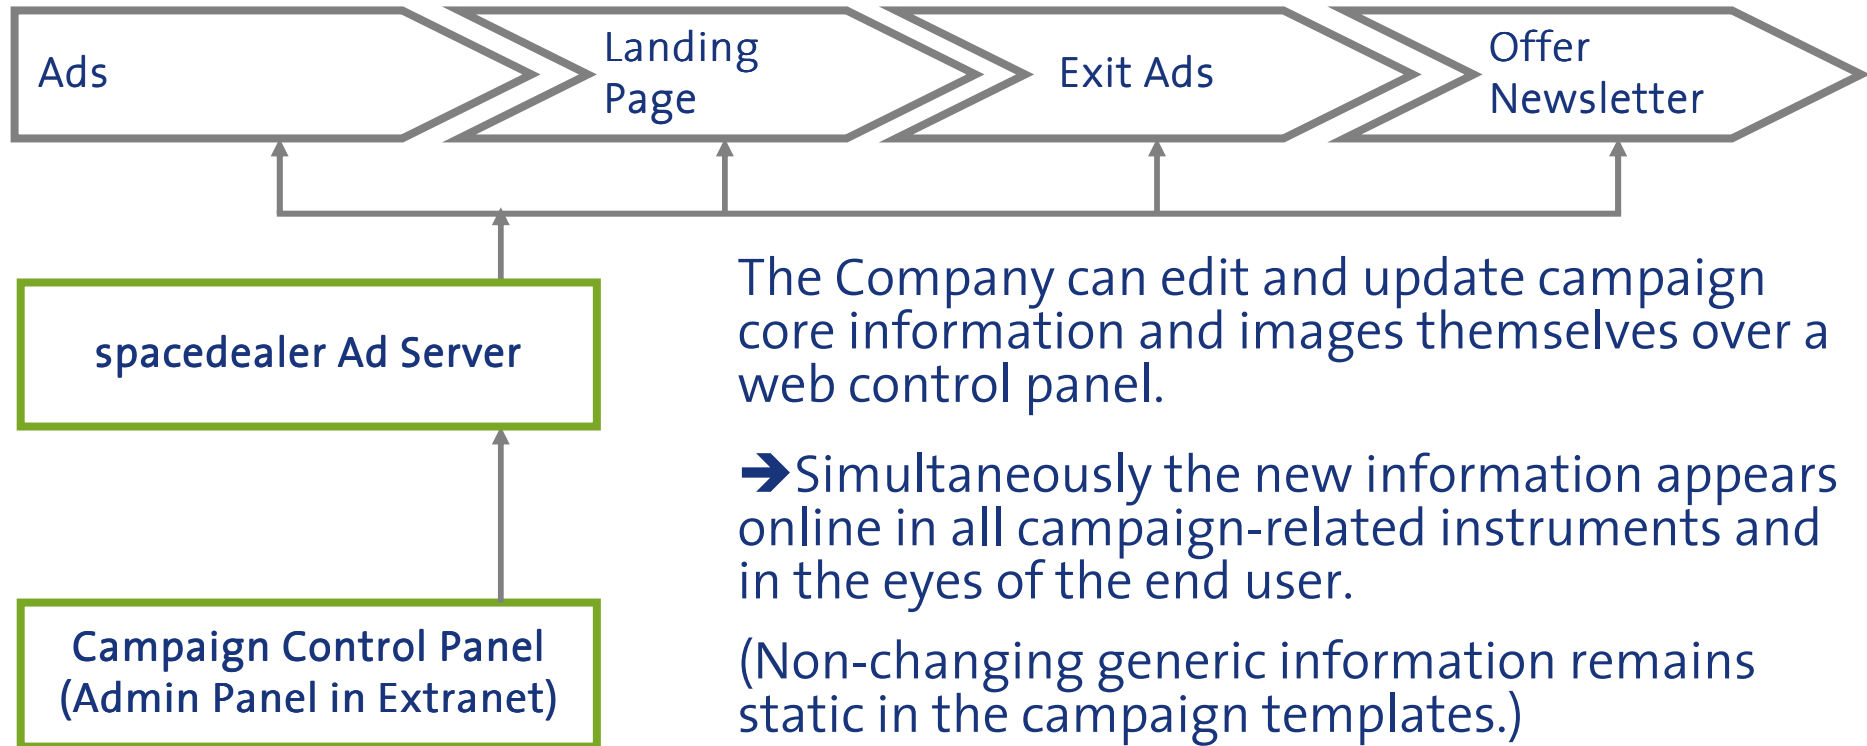 Ads
Landing
Page
Exit Ads
Offer
Newsletter
spacedealer Ad Server
Campaign Control Panel
(Admin Panel in Extranet)
The Company can edit and update campaign
core information and images themselves over a
web control panel.
➔Simultaneously the new information appears
online in all campaign-related instruments and
in the eyes of the end user.
(Non-changing generic information remains
static in the campaign templates.)